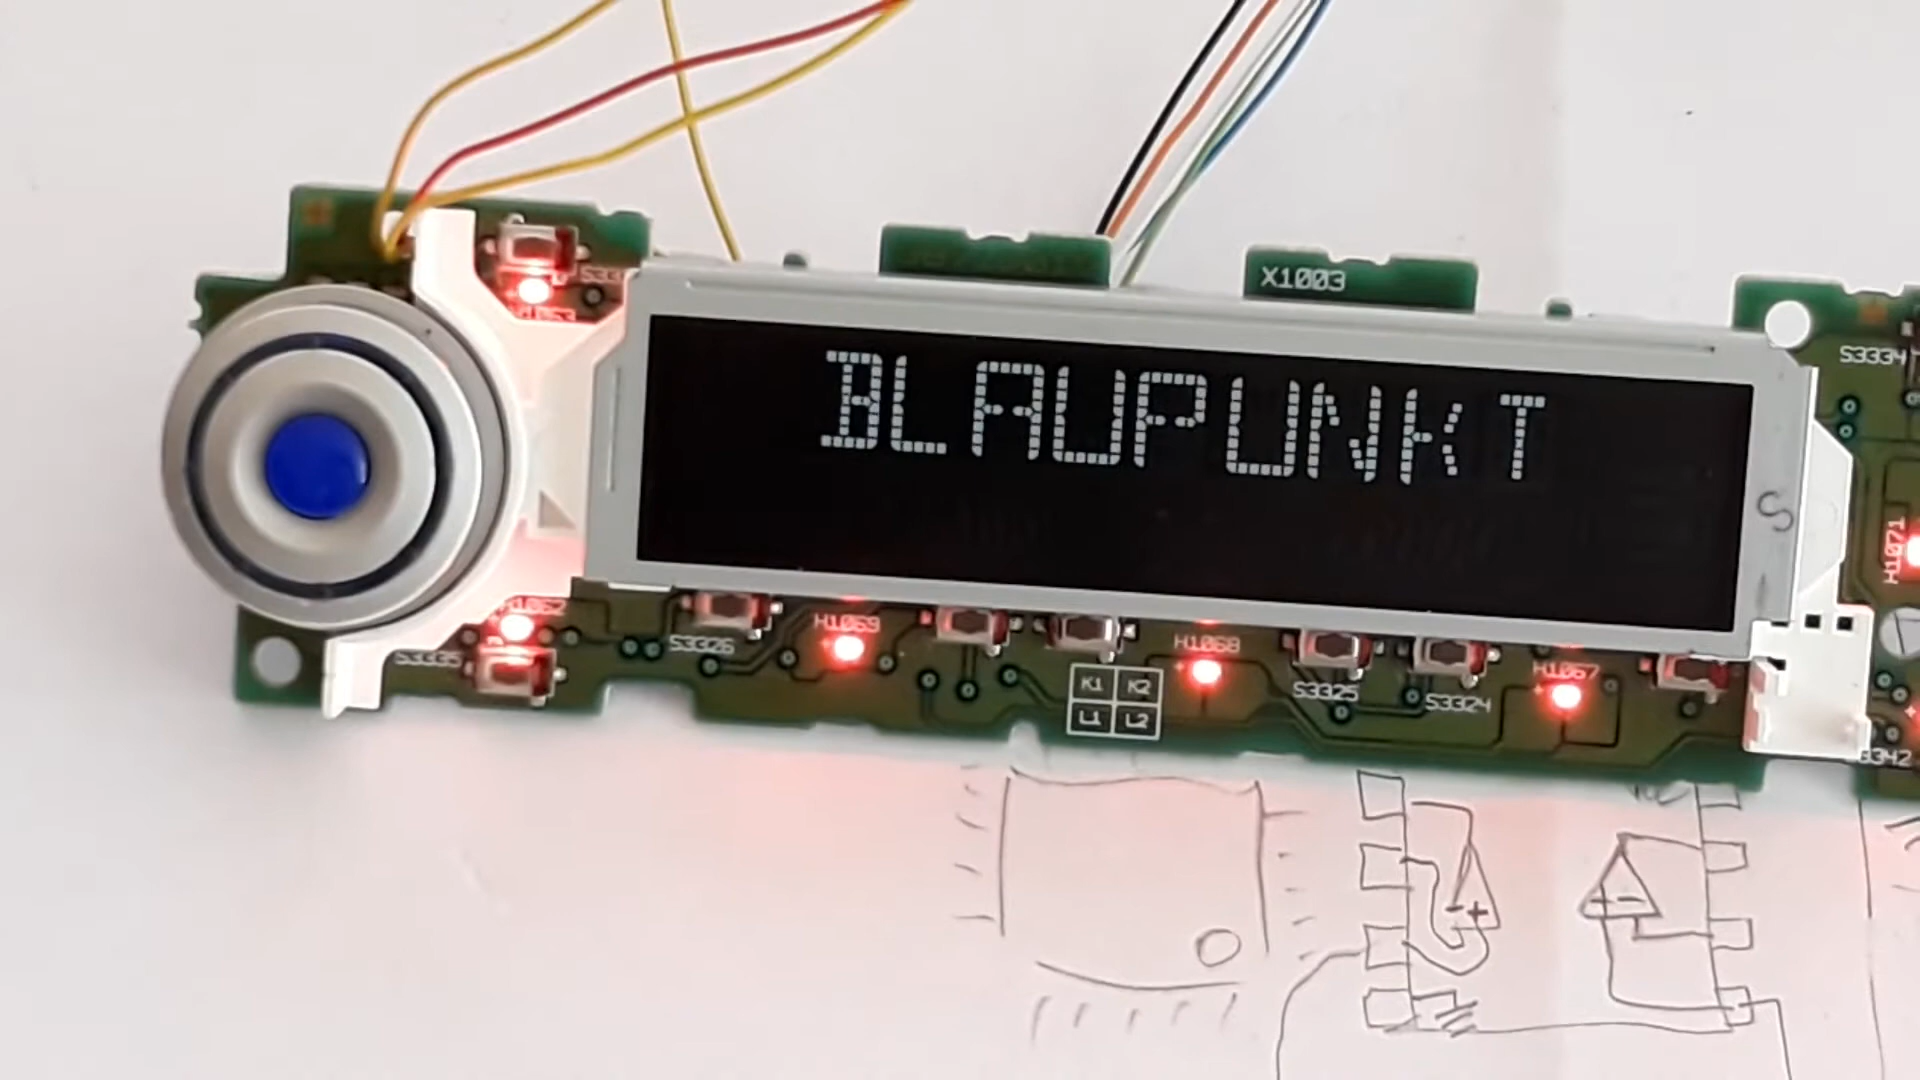 X1003
S3334
BLAUPUNKT
S
H1071
H1062
S3335
S3326
H1069
H1068
H1067
S3325
S3324
K1 K2
L1 L2
- +
+ -